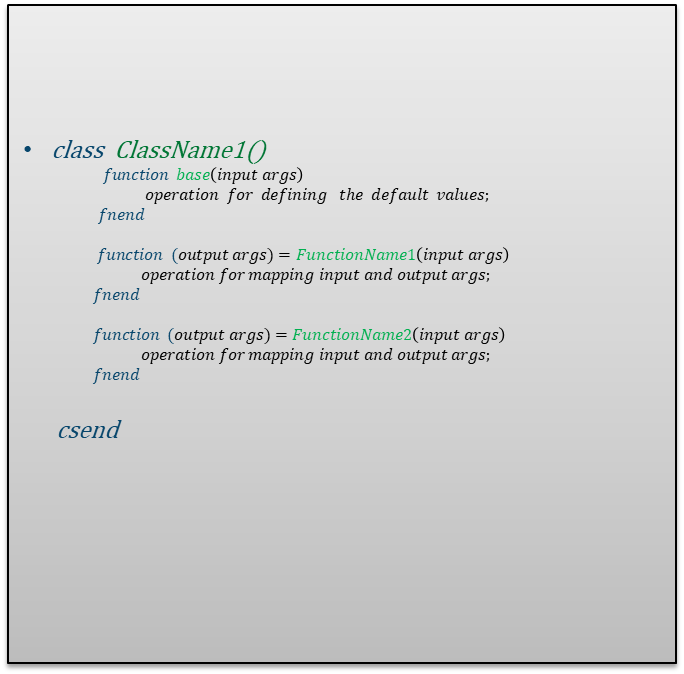 • class ClassName1()
function base(input args)
operation for defining the default values;
fnend
function (output args) = FunctionName1(input args)
operation for mapping input and output args;
fnend
function (output args) = FunctionName2(input args)
operation for mapping input and output args;
fnend
csend